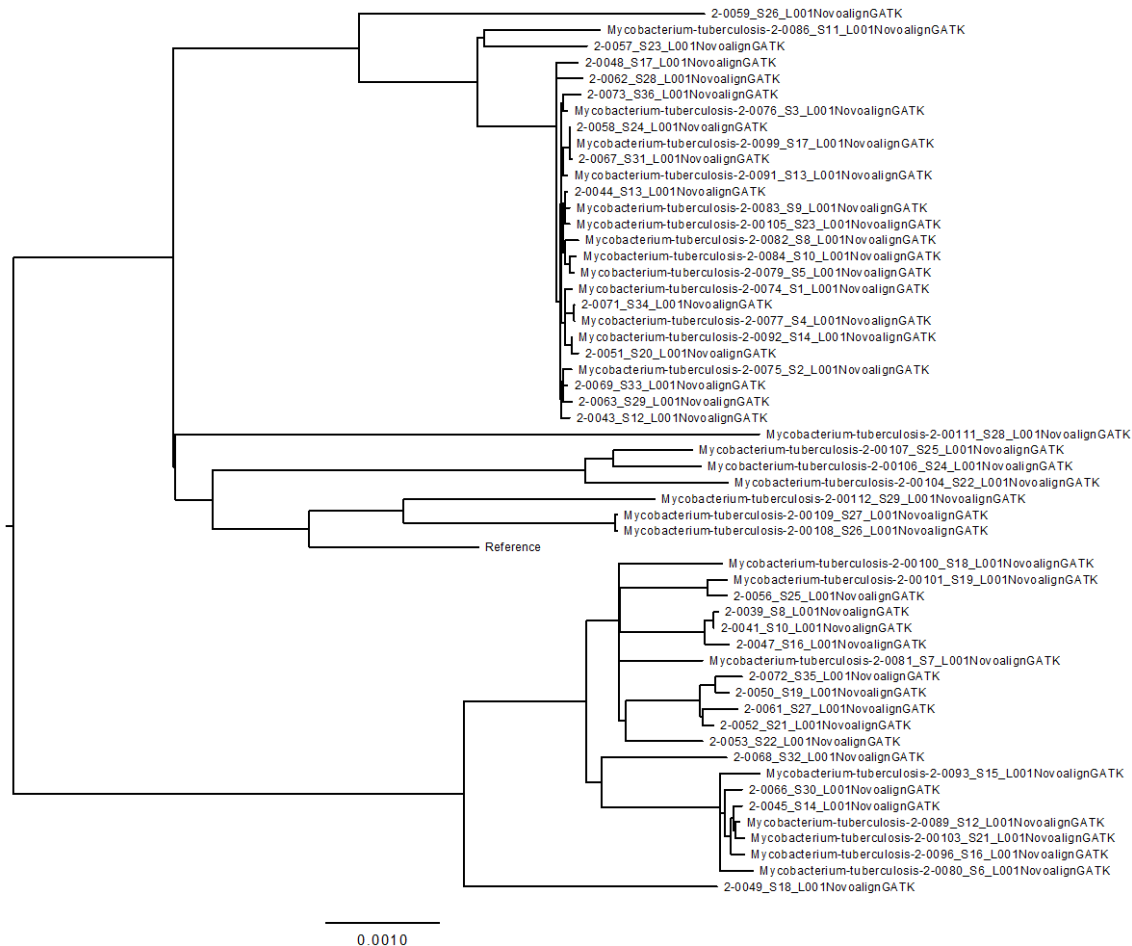 2-0059_S26_L001NovoalignGATK
Mycobacterium-tuberculosis-2-0086_S11_L001NovoalignGATK
2-0057_S23_L001NovoalignGATK
2-0048_S17_L001NovoalignGATK
2-0062_S28_L001NovoalignGATK
2-0073_S36_L001NovoalignGATK
Mycobacterium-tuberculosis-2-0076_S3_L001NovoalignGATK
2-0058_S24_L001NovoalignGATK
Mycobacterium-tuberculosis-2-0099_S17_L001NovoalignGATK
2-0067_S31_L001NovoalignGATK
Mycobacterium-tuberculosis-2-0091_S13_L001NovoalignGATK
2-0044_S13_L001NovoalignGATK
Mycobacterium-tuberculosis-2-0083_S9_L001NovoalignGATK
Mycobacterium-tuberculosis-2-00105_S23_L001NovoalignGATK
Mycobacterium-tuberculosis-2-0082_S8_L001NovoalignGATK
Mycobacterium-tuberculosis-2-0084_S10_L001NovoalignGATK
Mycobacterium-tuberculosis-2-0079_S5_L001NovoalignGATK
Mycobacterium-tuberculosis-2-0074_S1_L001NovoalignGATK
2-0071_S34_L001NovoalignGATK
Mycobacterium-tuberculosis-2-0077_S4_L001NovoalignGATK
Mycobacterium-tuberculosis-2-0092_S14_L001NovoalignGATK
2-0051_S20_L001NovoalignGATK
Mycobacterium-tuberculosis-2-0075_S2_L001NovoalignGATK
2-0069_S33_L001NovoalignGATK
2-0063_S29_L001NovoalignGATK
2-0043_S12_L001NovoalignGATK
Mycobacterium-tuberculosis-2-00111_S28_L001NovoalignGATK
Mycobacterium-tuberculosis-2-00107_S25_L001NovoalignGATK
Mycobacterium-tuberculosis-2-00106_S24_L001NovoalignGATK
Mycobacterium-tuberculosis-2-00104_S22_L001NovoalignGATK
Mycobacterium-tuberculosis-2-00112_S29_L001NovoalignGATK
Mycobacterium-tuberculosis-2-00109_S27_L001NovoalignGATK
Mycobacterium-tuberculosis-2-00108_S26_L001NovoalignGATK
Reference
Mycobacterium-tuberculosis-2-00100_S18_L001NovoalignGATK
Mycobacterium-tuberculosis-2-00101_S19_L001NovoalignGATK
2-0056_S25_L001NovoalignGATK
2-0039_S8_L001NovoalignGATK
2-0041_S10_L001NovoalignGATK
2-0047_S16_L001NovoalignGATK
Mycobacterium-tuberculosis-2-0081_S7_L001NovoalignGATK
2-0072_S35_L001NovoalignGATK
2-0050_S19_L001NovoalignGATK
2-0061_S27_L001NovoalignGATK
2-0052_S21_L001NovoalignGATK
2-0053_S22_L001NovoalignGATK
2-0068_S32_L001NovoalignGATK
Mycobacterium-tuberculosis-2-0093_S15_L001NovoalignGATK
2-0066_S30_L001NovoalignGATK
2-0045_S14_L001NovoalignGATK
Mycobacterium-tuberculosis-2-0089_S12_L001NovoalignGATK
Mycobacterium-tuberculosis-2-00103_S21_L001NovoalignGATK
Mycobacterium-tuberculosis-2-0096_S16_L001NovoalignGATK
Mycobacterium-tuberculosis-2-0080_S6_L001NovoalignGATK
2-0049_S18_L001NovoalignGATK
0.0010